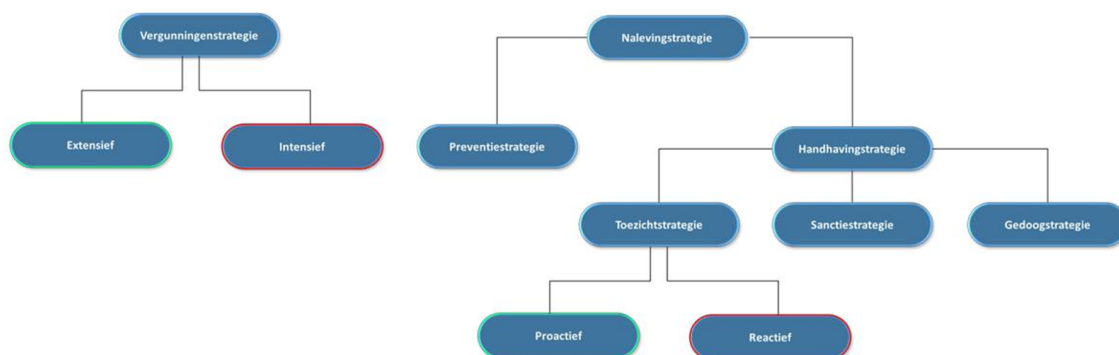 Vergunningenstrategie
Nalevingstrategie
Extensief
Intensief
Preventiestrategie
Handhavingstrategie
Toezichtstrategie
Sanctiestrategie
Gedoogstrategie
Proactief
Reactief